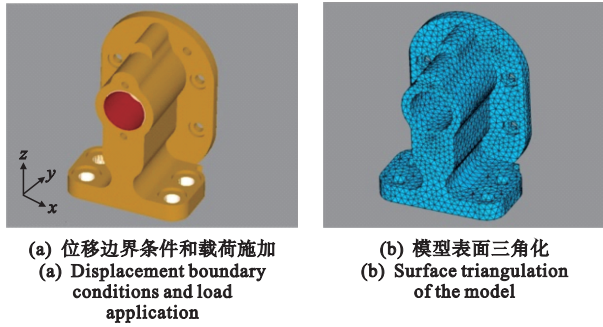 z
y
x
(a) 位移边界条件和载荷施加
(a) Displacement boundary
conditions and load
application
(b) 模型表面三角化
(b) Surface triangulation
of the model